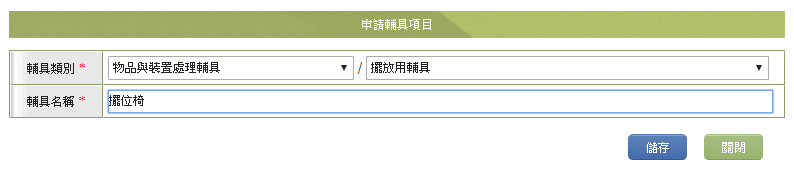 申請輔具項目
輔具類別 * 物品與裝置處理輔具 / 擺放用輔具
輔具名稱 * 擺位椅
儲存 關閉